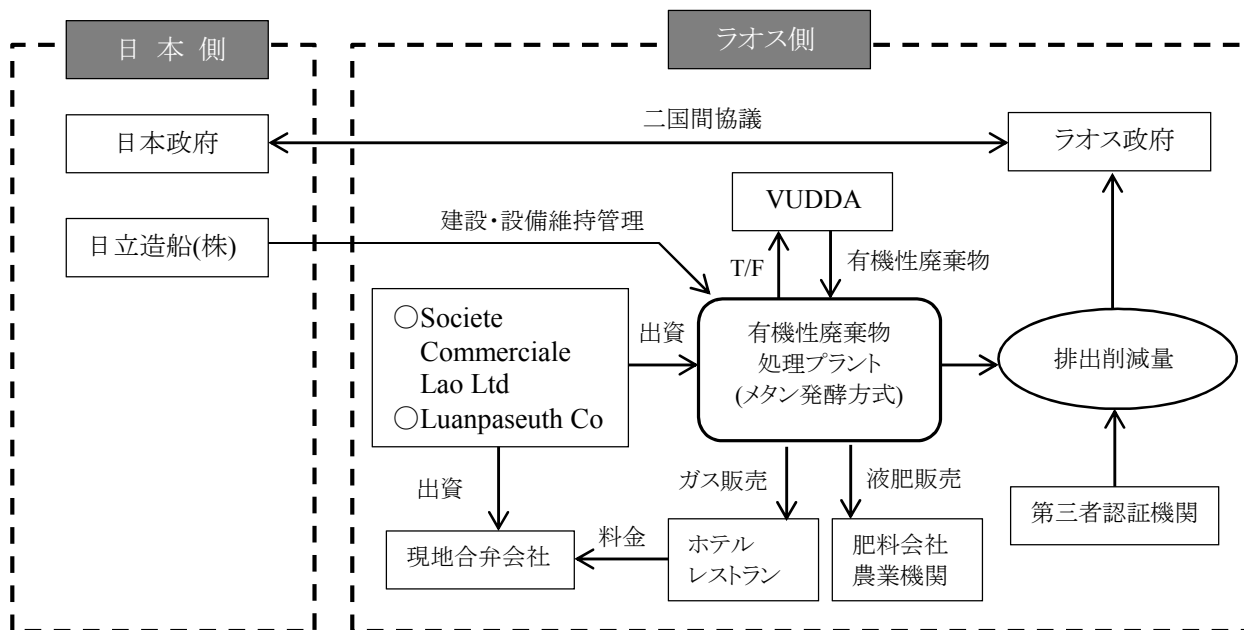 日 本 側
ラオス側
二国間協議
日本政府
ラオス政府
VUDDA
建設・設備維持管理
日立造船(株)
T/F
有機性廃棄物
○Societe
Commerciale
Lao Ltd
○Luanpaseuth Co
出資
有機性廃棄物
処理プラント
(メタン発酵方式)
排出削減量
出資
ガス販売
液肥販売
第三者認証機関
現地合弁会社
料金
ホテル
レストラン
肥料会社
農業機関